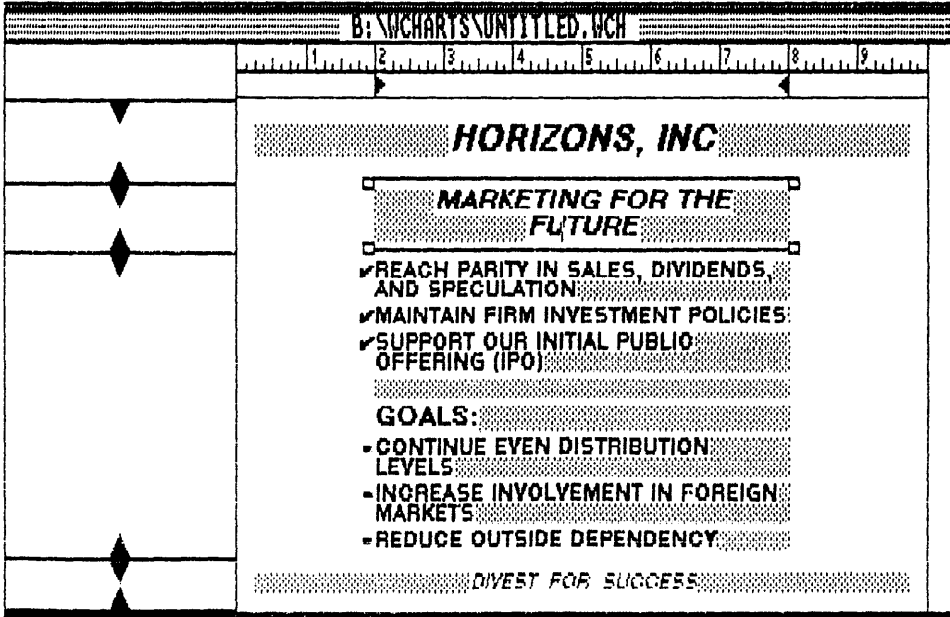 B:\WCHARTS\UNTITLED.WCH
1 2 3 4 5 6 7 8 9
HORIZONS, INC
MARKETING FOR THE
FUTURE
✔REACH PARITY IN SALES, DIVIDENDS,
AND SPECULATION
✔MAINTAIN FIRM INVESTMENT POLICIES
✔SUPPORT OUR INITIAL PUBLIC
OFFERING (IPO)
GOALS:
-CONTINUE EVEN DISTRIBUTION
LEVELS
-INCREASE INVOLVEMENT IN FOREIGN
MARKETS
-REDUCE OUTSIDE DEPENDENCY
DIVEST FOR SUCCESS